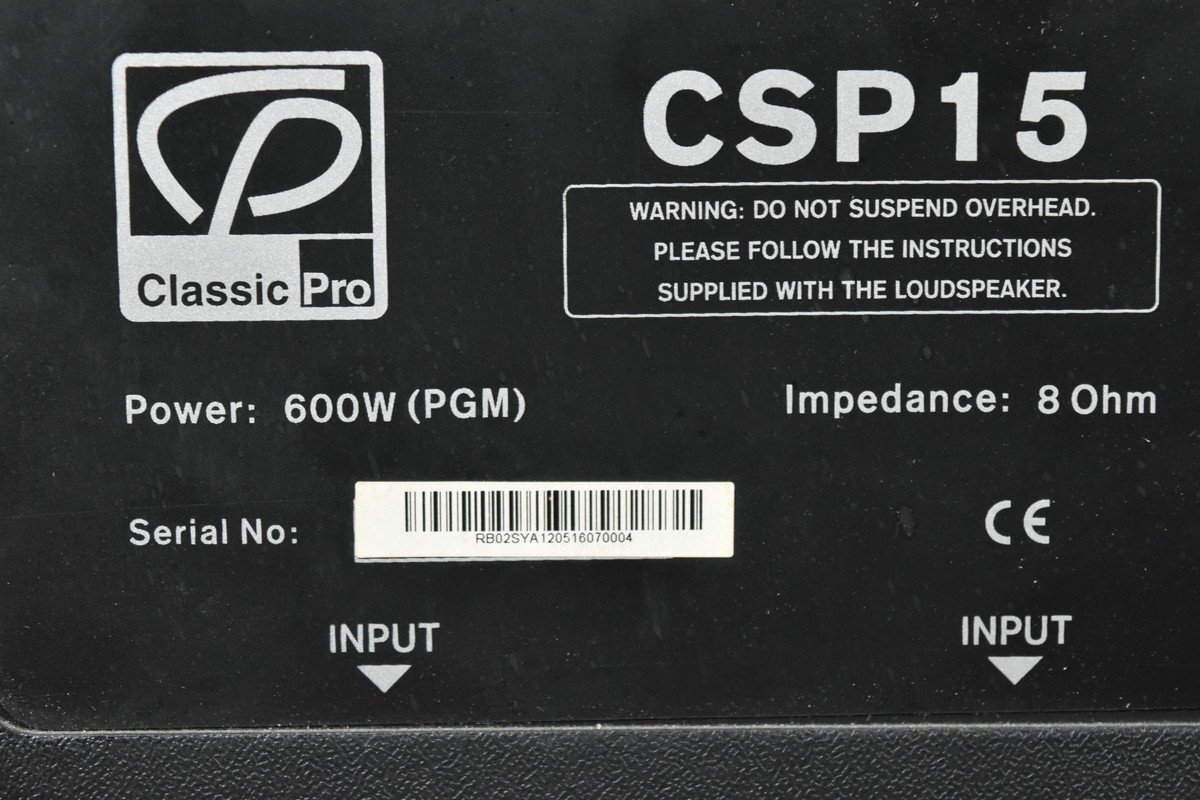 CP
Classic Pro
CSP15
WARNING: DO NOT SUSPEND OVERHEAD.
PLEASE FOLLOW THE INSTRUCTIONS
SUPPLIED WITH THE LOUDSPEAKER.
Power: 600W (PGM)
Impedance: 8 Ohm
Serial No:
RB02SYA120516070004
CE
INPUT
INPUT